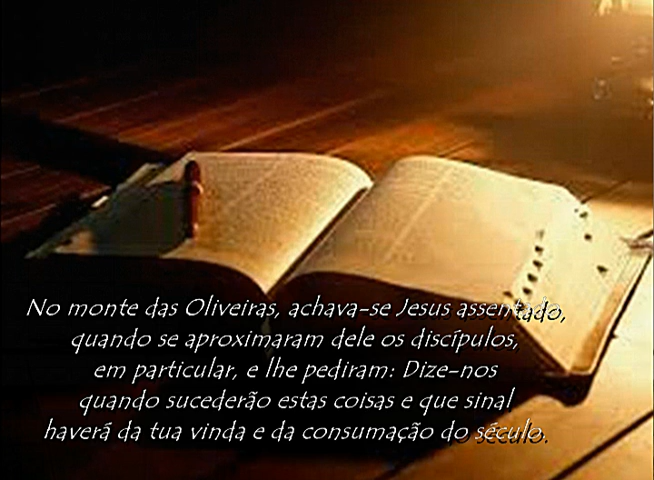 No monte das Oliveiras, achava-se Jesus assentado,
quando se aproximaram dele os discípulos,
em particular, e lhe pediram: Dize-nos
quando sucederão estas coisas e que sinal
haverá da tua vinda e da consumação do século.